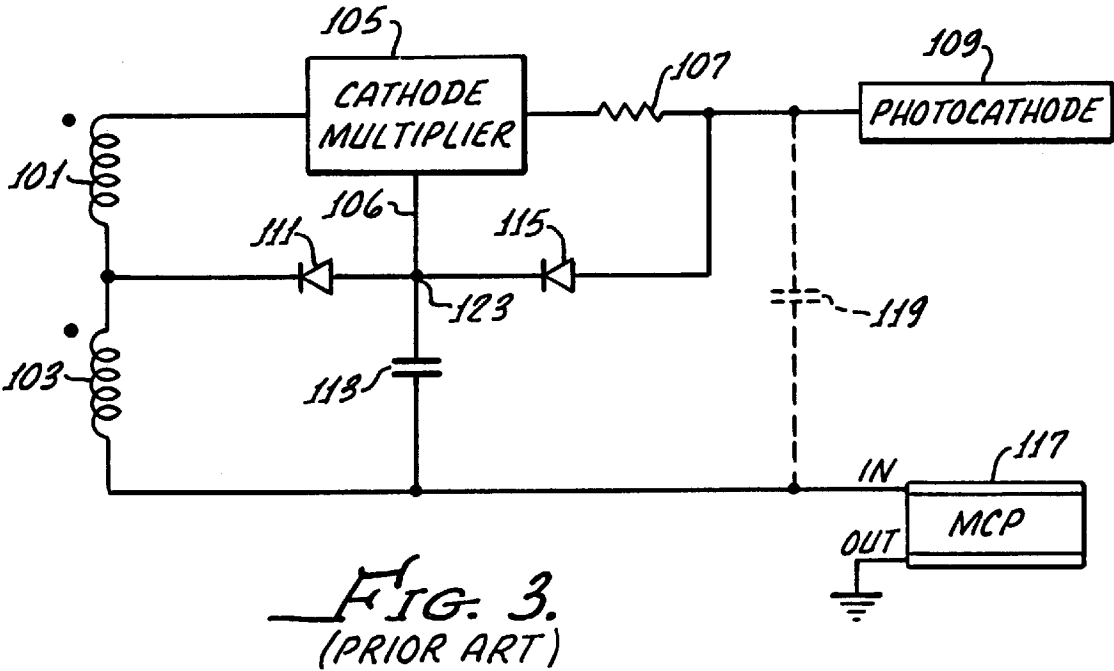 105
CATHODE
MULTIPLIER
107
109
PHOTOCATHODE
101
106
111
115
123
119
103
113
117
IN
MCP
OUT
FIG. 3.
(PRIOR ART)